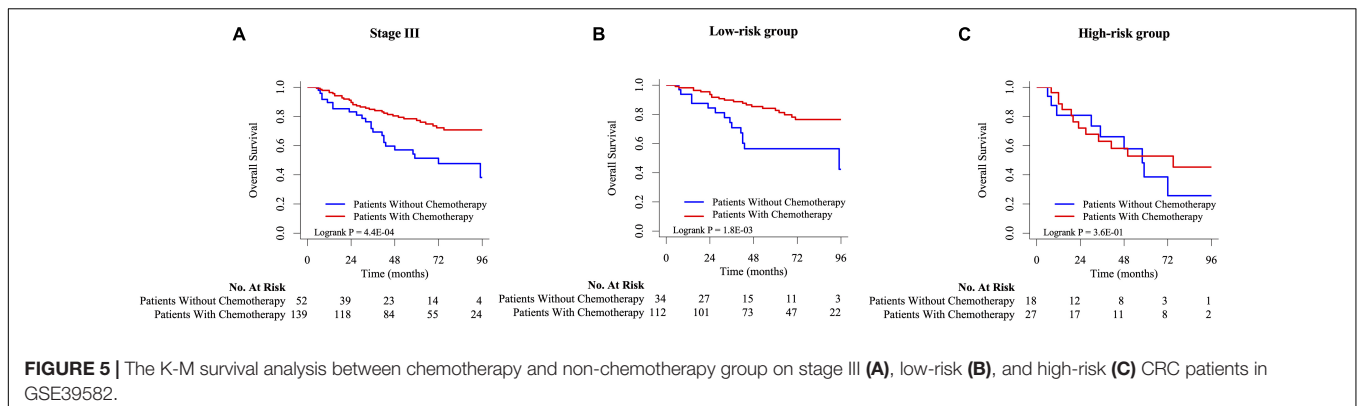 A Stage III
1.0
0.8
0.6
0.4
0.2
0.0
Overall Survival
Patients Without Chemotherapy
Patients With Chemotherapy
Logrank P = 4.4E-04
0 24 48 72 96
Time (months)
No. At Risk
Patients Without Chemotherapy 52 39 23 14 4
Patients With Chemotherapy 139 118 84 55 24
B Low-risk group
1.0
0.8
0.6
0.4
0.2
0.0
Overall Survival
Patients Without Chemotherapy
Patients With Chemotherapy
Logrank P = 1.8E-03
0 24 48 72 96
Time (months)
No. At Risk
Patients Without Chemotherapy 34 27 15 11 3
Patients With Chemotherapy 112 101 73 47 22
C High-risk group
1.0
0.8
0.6
0.4
0.2
0.0
Overall Survival
Patients Without Chemotherapy
Patients With Chemotherapy
Logrank P = 3.6E-01
0 24 48 72 96
Time (months)
No. At Risk
Patients Without Chemotherapy 18 12 8 3 1
Patients With Chemotherapy 27 17 11 8 2
FIGURE 5 | The K-M survival analysis between chemotherapy and non-chemotherapy group on stage III (A), low-risk (B), and high-risk (C) CRC patients in
GSE39582.